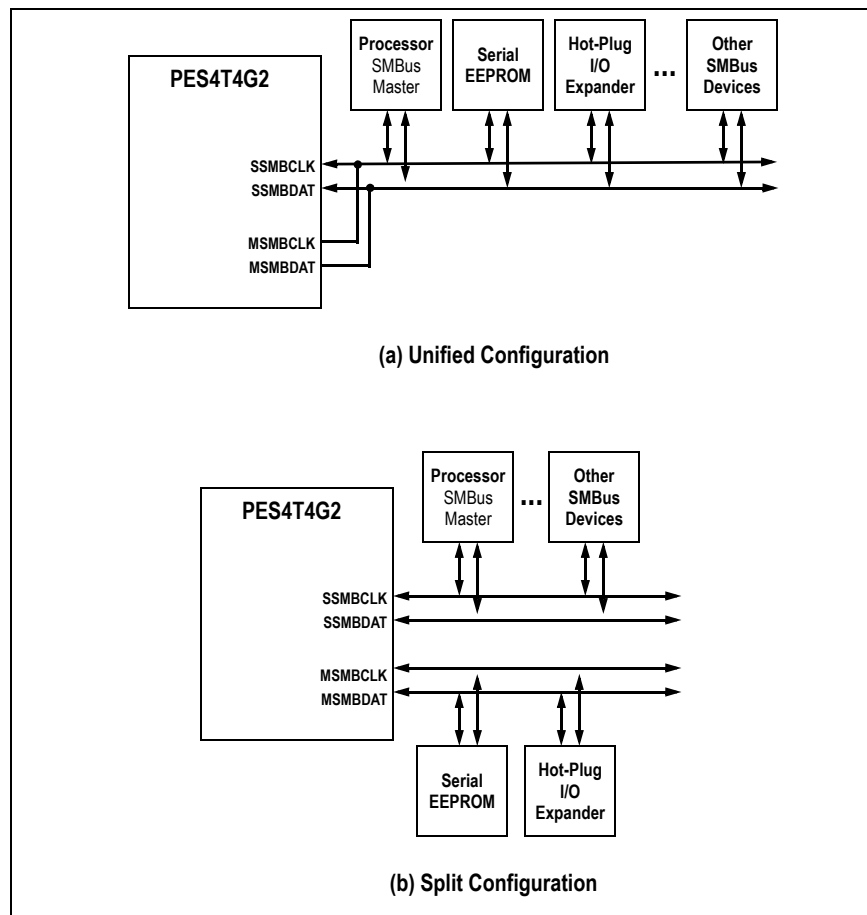 PES4T4G2
Processor
SMBus
Master
Serial
EEPROM
Hot-Plug
I/O
Expander
...
Other
SMBus
Devices
SSMBCLK
SSMBDAT
MSMBCLK
MSMBDAT
(a) Unified Configuration
PES4T4G2
Processor
SMBus
Master
...
Other
SMBus
Devices
SSMBCLK
SSMBDAT
MSMBCLK
MSMBDAT
Serial
EEPROM
Hot-Plug
I/O
Expander
(b) Split Configuration